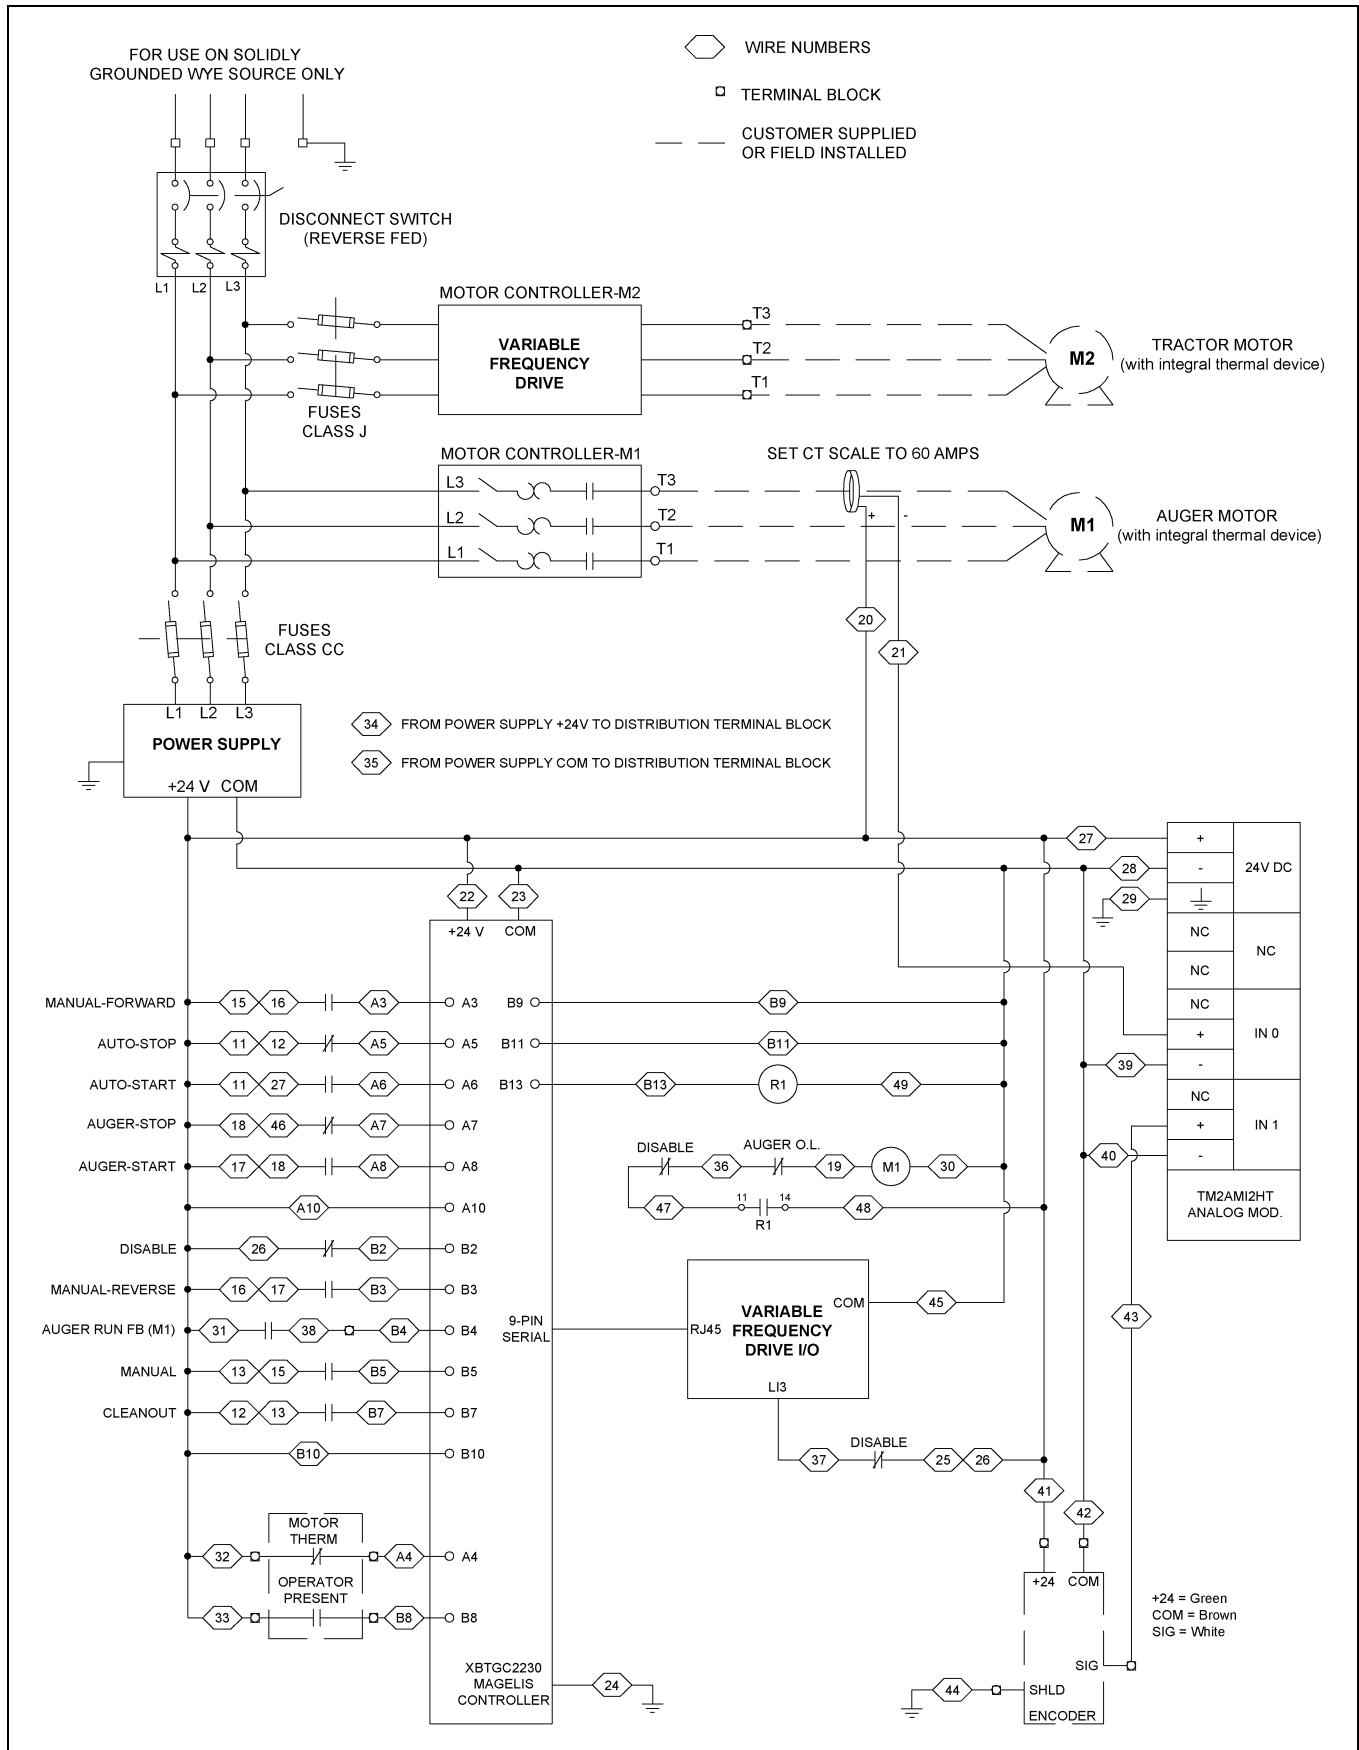 FOR USE ON SOLIDLY
GROUNDED WYE SOURCE ONLY
WIRE NUMBERS
TERMINAL BLOCK
CUSTOMER SUPPLIED
OR FIELD INSTALLED
DISCONNECT SWITCH
(REVERSE FED)
L1 L2 L3
MOTOR CONTROLLER-M2
VARIABLE
FREQUENCY
DRIVE
T3
T2
T1
M2
TRACTOR MOTOR
(with integral thermal device)
FUSES
CLASS J
MOTOR CONTROLLER-M1
SET CT SCALE TO 60 AMPS
L3 T3
L2 T2
L1 T1
+ -
M1
AUGER MOTOR
(with integral thermal device)
20
21
FUSES
CLASS CC
L1 L2 L3
POWER SUPPLY
+24 V COM
34 FROM POWER SUPPLY +24V TO DISTRIBUTION TERMINAL BLOCK
35 FROM POWER SUPPLY COM TO DISTRIBUTION TERMINAL BLOCK
27 +
28 - 24V DC
29
NC
NC NC
NC
+ IN 0
39 -
NC
+ IN 1
40 -
TM2AMI2HT
ANALOG MOD.
22 23
+24 V COM
MANUAL-FORWARD 15 16 A3 A3 B9 B9
AUTO-STOP 11 12 A5 A5 B11 B11
AUTO-START 11 27 A6 A6 B13 B13 R1 49
AUGER-STOP 18 46 A7 A7
DISABLE AUGER O.L.
AUGER-START 17 18 A8 A8 36 19 M1 30
A10 A10 47 11 14 48
R1
DISABLE 26 B2 B2
MANUAL-REVERSE 16 17 B3 B3
COM 45
VARIABLE
FREQUENCY
DRIVE I/O
RJ45
LI3
43
AUGER RUN FB (M1) 31 38 B4 B4
9-PIN
SERIAL
MANUAL 13 15 B5 B5
CLEANOUT 12 13 B7 B7
B10 B10
DISABLE
37 25 26
41
42
MOTOR
THERM
32 A4 A4
OPERATOR
PRESENT
33 B8 B8
+24 COM
+24 = Green
COM = Brown
SIG = White
XBTGC2230
MAGELIS
CONTROLLER
24
SIG
44 SHLD
ENCODER